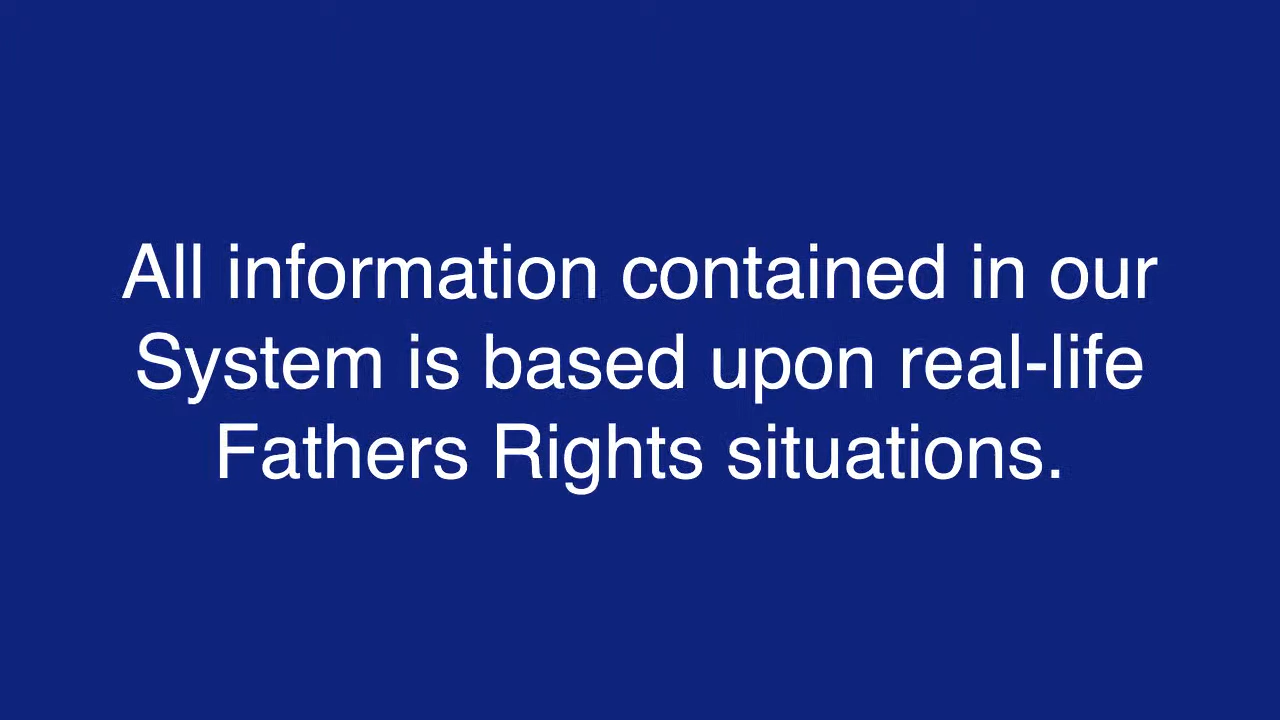 All information contained in our
System is based upon real-life
Fathers Rights situations.